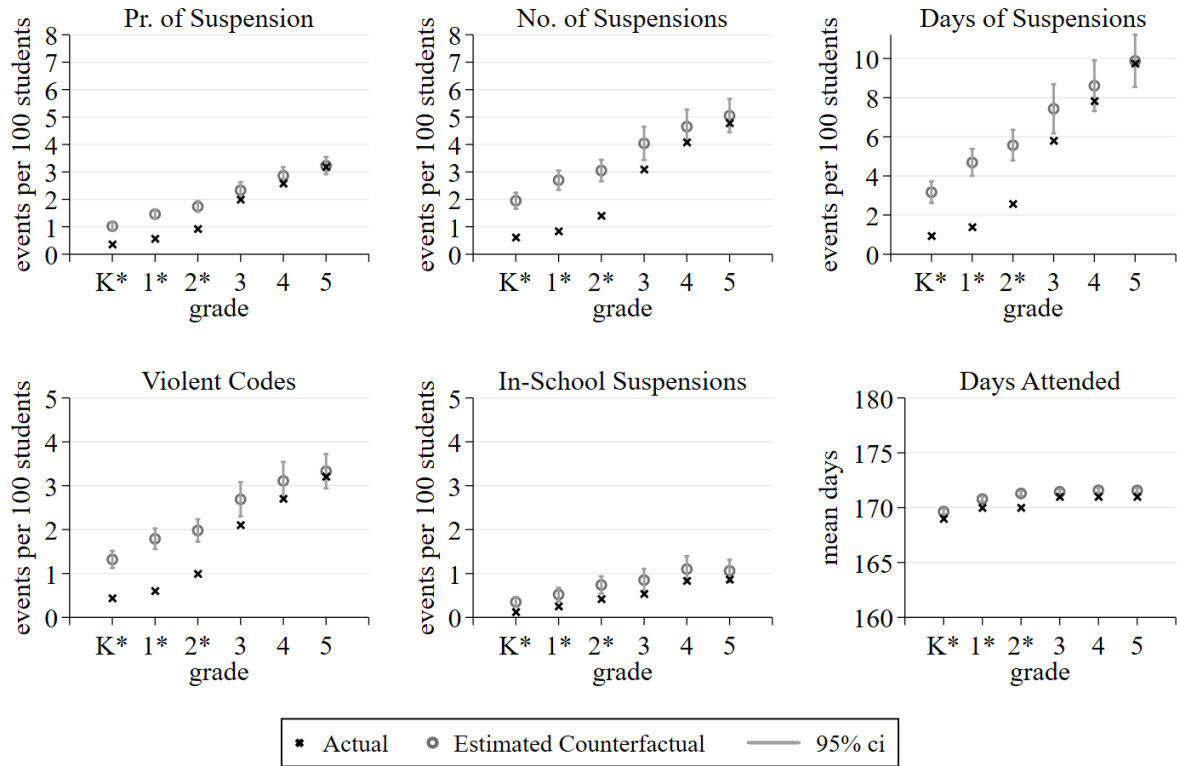 Pr. of Suspension
events per 100 students
8
7
6
5
4
3
2
1
0
K* 1* 2* 3 4 5
grade
No. of Suspensions
events per 100 students
8
7
6
5
4
3
2
1
0
K* 1* 2* 3 4 5
grade
Days of Suspensions
events per 100 students
10
8
6
4
2
0
K* 1* 2* 3 4 5
grade
Violent Codes
events per 100 students
5
4
3
2
1
0
K* 1* 2* 3 4 5
grade
In-School Suspensions
events per 100 students
5
4
3
2
1
0
K* 1* 2* 3 4 5
grade
Days Attended
mean days
180
175
170
165
160
K* 1* 2* 3 4 5
grade
Actual Estimated Counterfactual 95% ci